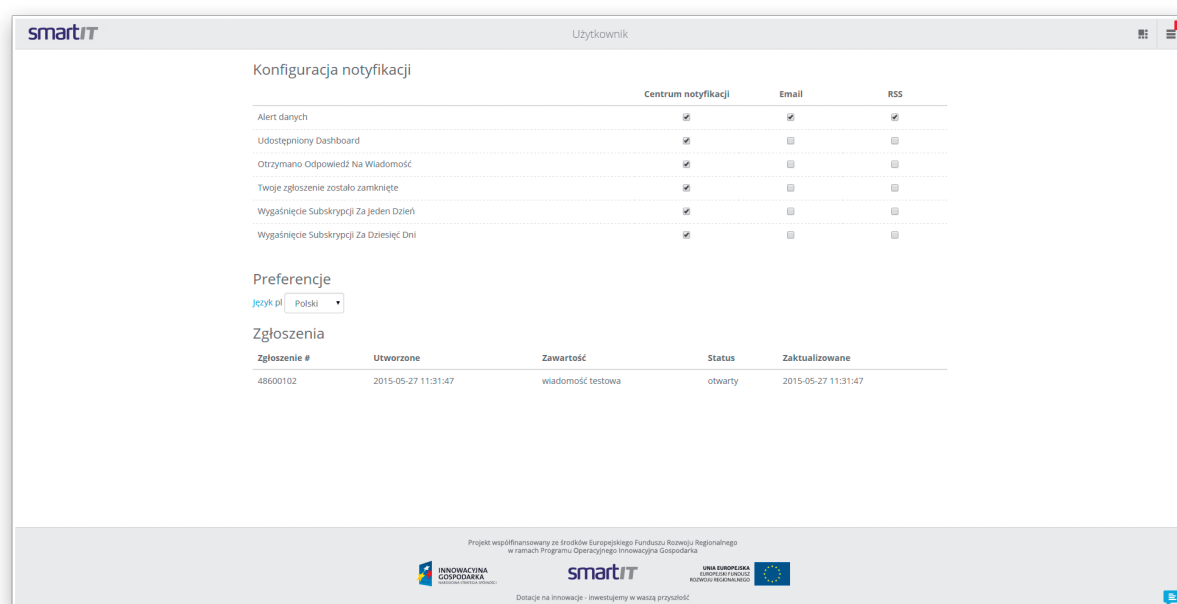 smartIT
Użytkownik
Konfiguracja notyfikacji
Centrum notyfikacji Email RSS
Alert danych
Udostępniony Dashboard
Otrzymano Odpowiedź Na Wiadomość
Twoje zgłoszenie zostało zamknięte
Wygaśnięcie Subskrypcji Za Jeden Dzień
Wygaśnięcie Subskrypcji Za Dziesięć Dni
Preferencje
Język pl Polski
Zgłoszenia
Zgłoszenie # Utworzone Zawartość Status Zaktualizowane
48600102 2015-05-27 11:31:47 wiadomość testowa otwarty 2015-05-27 11:31:47
Projekt współfinansowany ze środków Europejskiego Funduszu Rozwoju Regionalnego
w ramach Programu Operacyjnego Innowacyjna Gospodarka
INNOWACYJNA
GOSPODARKA
NARODOWA STRATEGIA SPÓJNOŚCI
smartIT
UNIA EUROPEJSKA
EUROPEJSKI FUNDUSZ
ROZWOJU REGIONALNEGO
Dotacje na innowacje - inwestujemy w waszą przyszłość